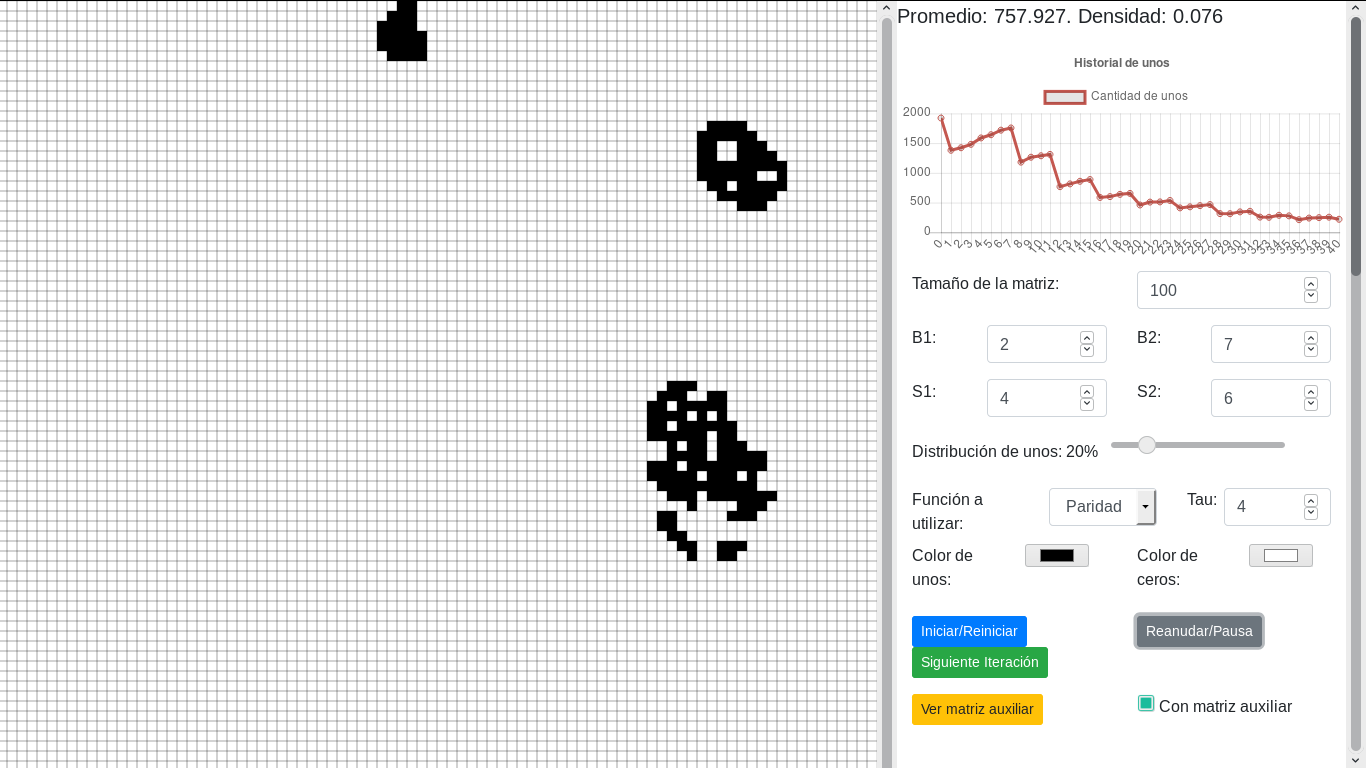 Promedio: 757.927. Densidad: 0.076
Historial de unos
Cantidad de unos
2000
1500
1000
500
0
0 1 2 3 4 5 6 7 8 9 10 11 12 13 14 15 16 17 18 19 20 21 22 23 24 25 26 27 28 29 30 31 32 33 34 35 36 37 38 39 40
Tamaño de la matriz: 100
B1: 2 B2: 7
S1: 4 S2: 6
Distribución de unos: 20%
Función a utilizar: Paridad Tau: 4
Color de unos: Color de ceros:
Iniciar/Reiniciar Reanudar/Pausa
Siguiente Iteración
Ver matriz auxiliar Con matriz auxiliar